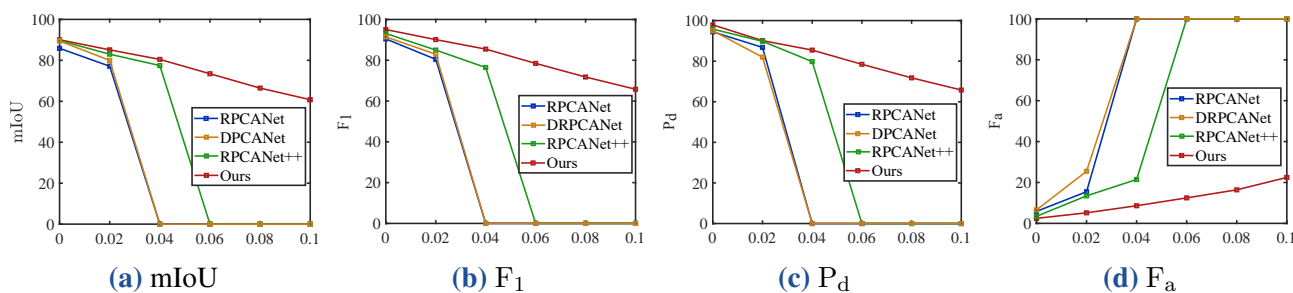 100
80
60
40
20
0
mIoU
RPCANet
DPCANet
RPCANet++
Ours
0 0.02 0.04 0.06 0.08 0.1
(a) mIoU
100
80
60
40
20
0
F1
RPCANet
DRPCANet
RPCANet++
Ours
0 0.02 0.04 0.06 0.08 0.1
(b) F1
100
80
60
40
20
0
Pd
RPCANet
DPCANet
RPCANet++
Ours
0 0.02 0.04 0.06 0.08 0.1
(c) Pd
100
80
60
40
20
0
Fa
RPCANet
DRPCANet
RPCANet++
Ours
0 0.02 0.04 0.06 0.08 0.1
(d) Fa